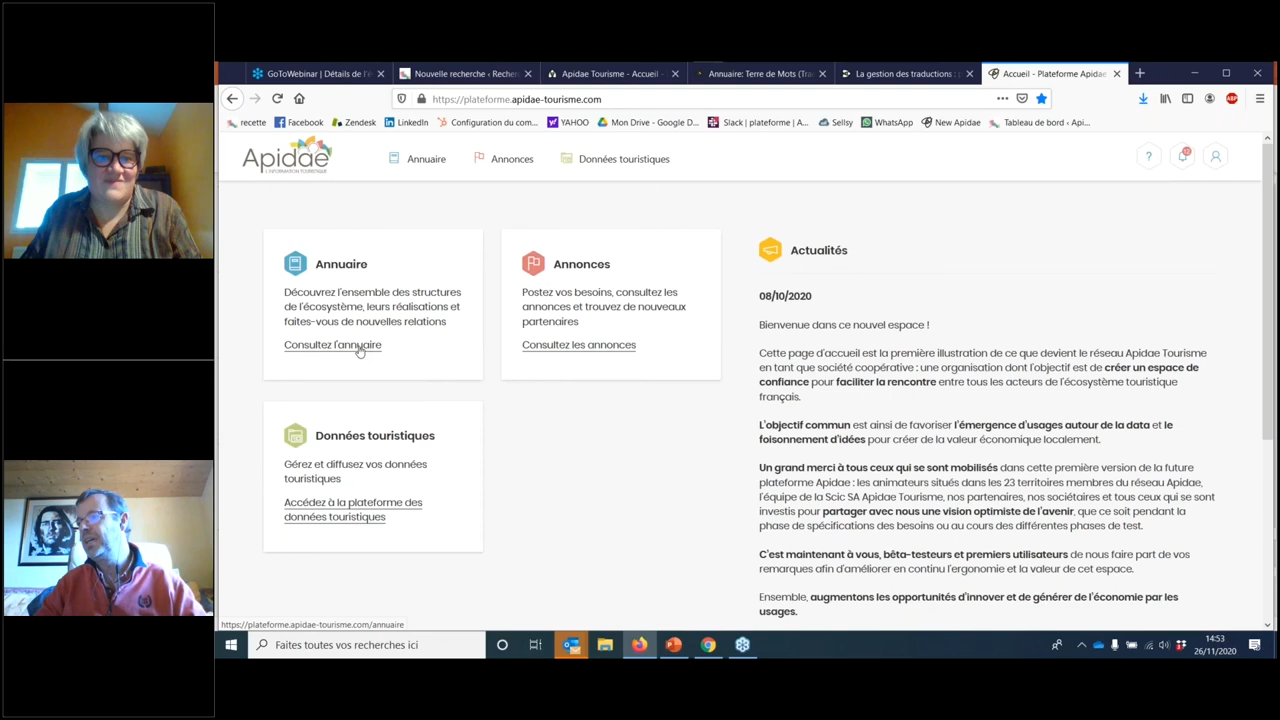 GoToWebinar | Détails de l'é
Nouvelle recherche ‹ Recher
Apidae Tourisme - Accueil -
Annuaire: Terre de Mots (Tra
La gestion des traductions : p
Accueil - Plateforme Apidae
https://plateforme.apidae-tourisme.com
recette
Facebook
Zendesk
LinkedIn
Configuration du com...
YAHOO
Mon Drive - Google D...
Slack | plateforme | A...
Sellsy
WhatsApp
New Apidae
Tableau de bord ‹ Api...
Apidae
L'INFORMATION TOURISTIQUE
Annuaire
Annonces
Données touristiques
?
12
Annuaire
Découvrez l'ensemble des structures
de l'écosystème, leurs réalisations et
faites-vous de nouvelles relations
Consultez l'annuaire
Annonces
Postez vos besoins, consultez les
annonces et trouvez de nouveaux
partenaires
Consultez les annonces
Données touristiques
Gérez et diffusez vos données
touristiques
Accédez à la plateforme des
données touristiques
Actualités
08/10/2020
Bienvenue dans ce nouvel espace !
Cette page d'accueil est la première illustration de ce que devient le réseau Apidae Tourisme
en tant que société coopérative : une organisation dont l'objectif est de créer un espace de
confiance pour faciliter la rencontre entre tous les acteurs de l'écosystème touristique
français.
L'objectif commun est ainsi de favoriser l'émergence d'usages autour de la data et le
foisonnement d'idées pour créer de la valeur économique localement.
Un grand merci à tous ceux qui se sont mobilisés dans cette première version de la future
plateforme Apidae : les animateurs situés dans les 23 territoires membres du réseau Apidae,
l'équipe de la Scic SA Apidae Tourisme, nos partenaires, nos sociétaires et tous ceux qui se sont
investis pour partager avec nous une vision optimiste de l'avenir, que ce soit pendant la
phase de spécifications des besoins ou au cours des différentes phases de test.
C'est maintenant à vous, bêta-testeurs et premiers utilisateurs de nous faire part de vos
remarques afin d'améliorer en continu l'ergonomie et la valeur de cet espace.
Ensemble, augmentons les opportunités d'innover et de générer de l'économie par les
usages.
https://plateforme.apidae-tourisme.com/annuaire
Faites toutes vos recherches ici
14:53
26/11/2020